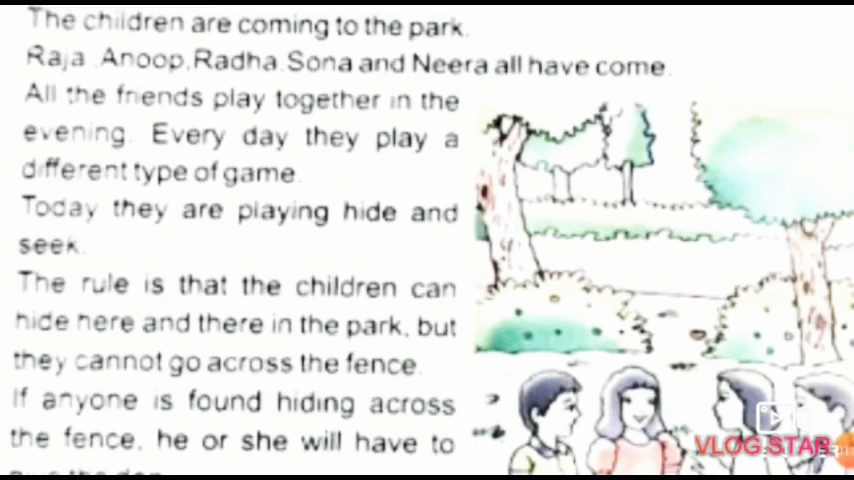 The children are coming to the park.
Raja, Anoop, Radha, Sona and Neera all have come.
All the friends play together in the
evening. Every day they play a
different type of game.
Today they are playing hide and
seek.
The rule is that the children can
hide here and there in the park, but
they cannot go across the fence.
If anyone is found hiding across
the fence, he or she will have to
VLOG STAR